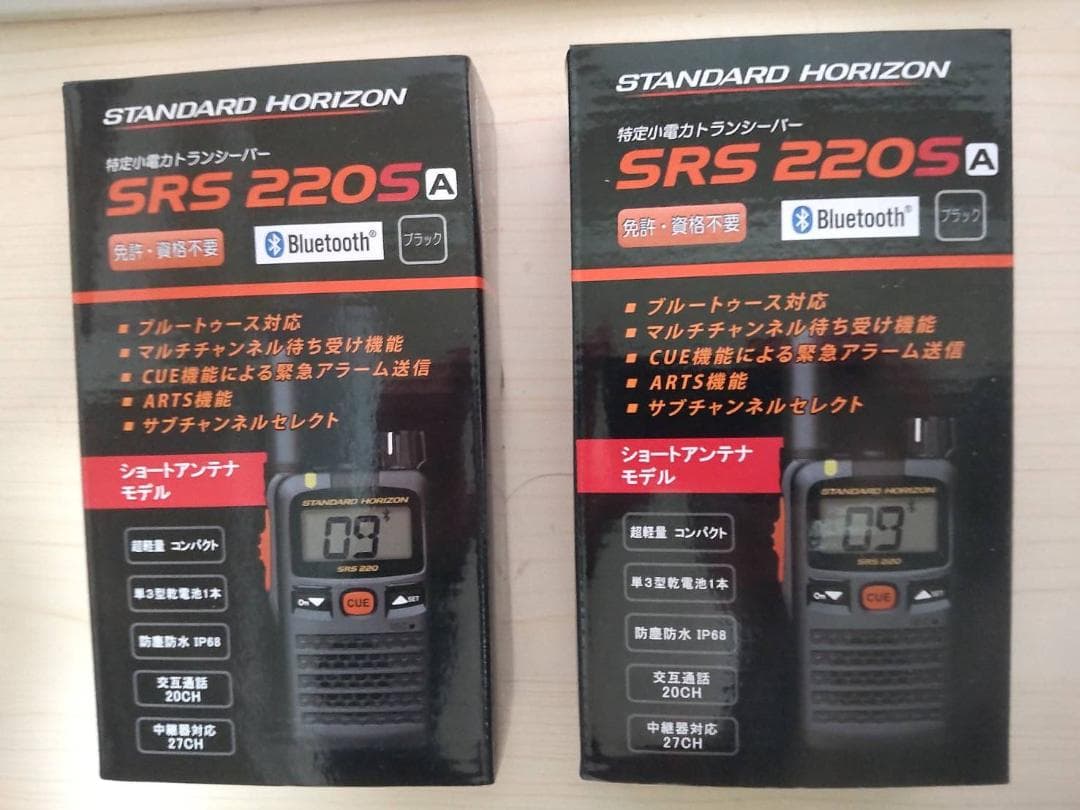 STANDARD HORIZON
特定小電力トランシーバー
SRS 220S A
免許・資格不要
Bluetooth®
ブラック
■ ブルートゥース対応
■ マルチチャンネル待ち受け機能
■ CUE機能による緊急アラーム送信
■ ARTS機能
■ サブチャンネルセレクト
ショートアンテナ
モデル
超軽量 コンパクト
単3型乾電池1本
防塵防水 IP68
交互通話
20CH
中継器対応
27CH
STANDARD HORIZON
09
SRS 220
On▼
CUE
▲SET
STANDARD HORIZON
特定小電力トランシーバー
SRS 220S A
免許・資格不要
Bluetooth®
ブラック
■ ブルートゥース対応
■ マルチチャンネル待ち受け機能
■ CUE機能による緊急アラーム送信
■ ARTS機能
■ サブチャンネルセレクト
ショートアンテナ
モデル
超軽量 コンパクト
単3型乾電池1本
防塵防水 IP68
交互通話
20CH
中継器対応
27CH
STANDARD HORIZON
09
SRS 220
On▼
CUE
▲SET